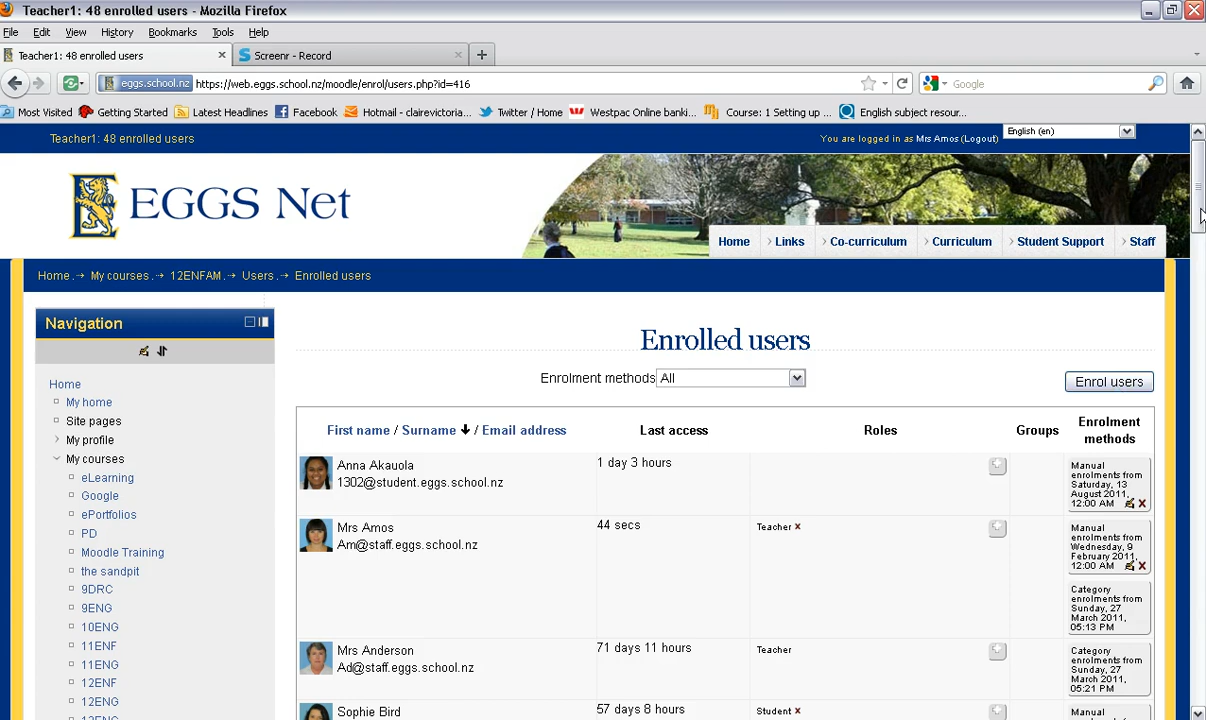 Teacher1: 48 enrolled users - Mozilla Firefox
File Edit View History Bookmarks Tools Help
Teacher1: 48 enrolled users Screenr - Record
eggs.school.nz https://web.eggs.school.nz/moodle/enrol/users.php?id=416 Google
Most Visited Getting Started Latest Headlines Facebook Hotmail - clairevictoria... Twitter / Home Westpac Online banki... Course: 1 Setting up ... English subject resour...
Teacher1: 48 enrolled users You are logged in as Mrs Amos (Logout) English (en)
EGGS Net
Home Links Co-curriculum Curriculum Student Support Staff
Home My courses 12ENFAM Users Enrolled users
Navigation
Home
My home
Site pages
My profile
My courses
eLearning
Google
ePortfolios
PD
Moodle Training
the sandpit
9DRC
9ENG
10ENG
11ENF
11ENG
12ENF
12ENG
Enrolled users
Enrolment methods All
Enrol users
First name / Surname / Email address Last access Roles Groups Enrolment methods
Anna Akauola
1302@student.eggs.school.nz
1 day 3 hours
Manual
enrolments from
Saturday, 13
August 2011,
12:00 AM
Mrs Amos
Am@staff.eggs.school.nz
44 secs
Teacher X
Manual
enrolments from
Wednesday, 9
February 2011,
12:00 AM
Category
enrolments from
Sunday, 27
March 2011,
05:13 PM
Mrs Anderson
Ad@staff.eggs.school.nz
71 days 11 hours
Teacher
Category
enrolments from
Sunday, 27
March 2011,
05:21 PM
Sophie Bird
57 days 8 hours
Student X
Manual